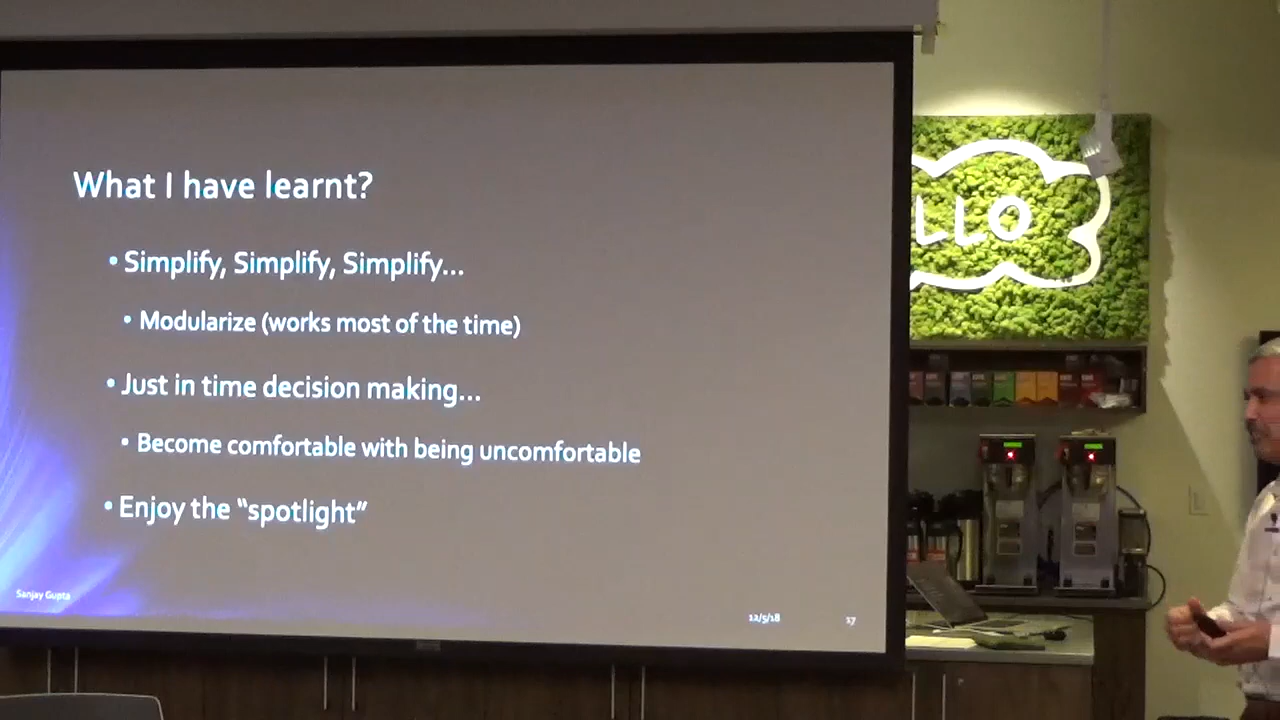 What I have learnt?
• Simplify, Simplify, Simplify...
• Modularize (works most of the time)
• Just in time decision making...
• Become comfortable with being uncomfortable
• Enjoy the “spotlight”
Sanjay Gupta
12/5/18
17
LLO